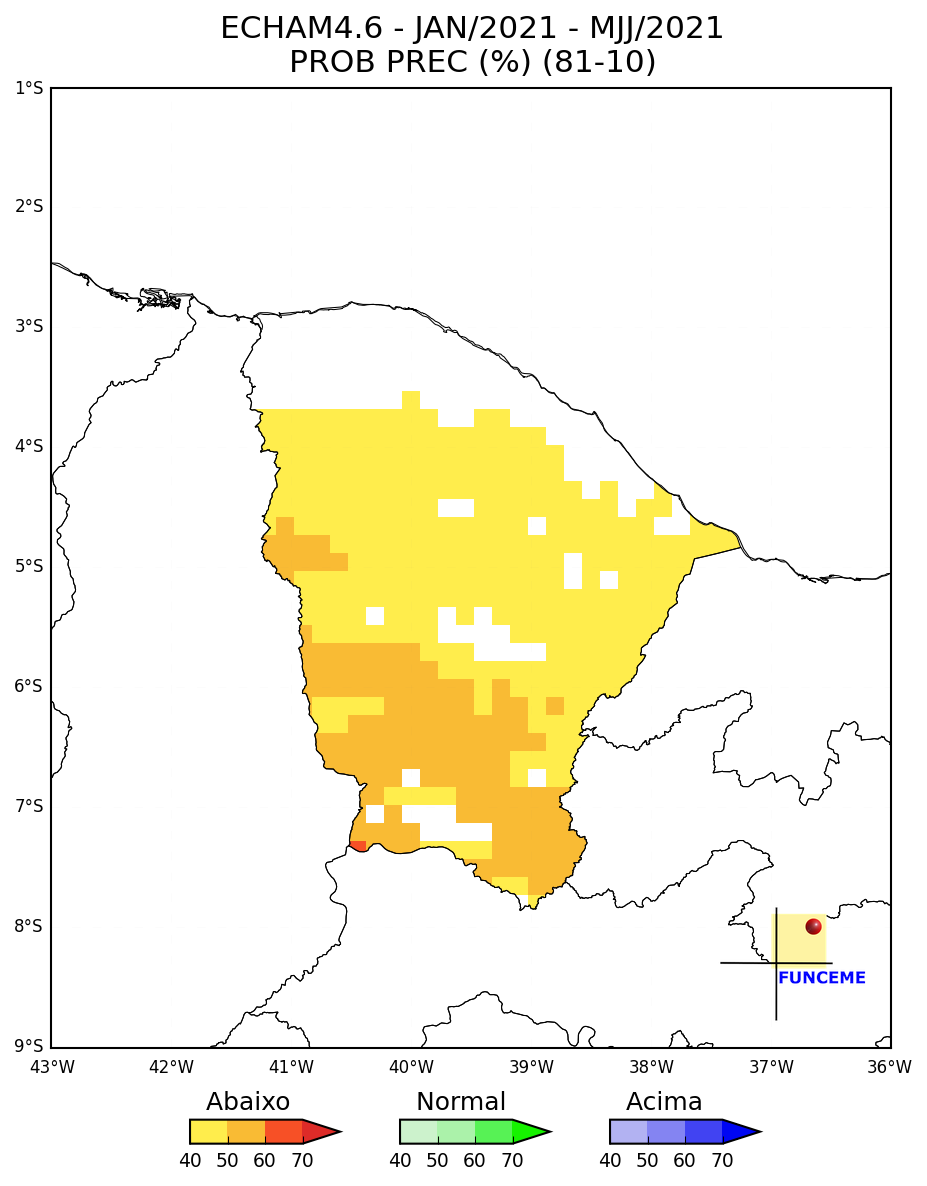 ECHAM4.6 - JAN/2021 - MJJ/2021
PROB PREC (%) (81-10)
1°S
2°S
3°S
4°S
5°S
6°S
7°S
8°S
9°S
FUNCEME
43°W 42°W 41°W 40°W 39°W 38°W 37°W 36°W
Abaixo Normal Acima
40 50 60 70 40 50 60 70 40 50 60 70